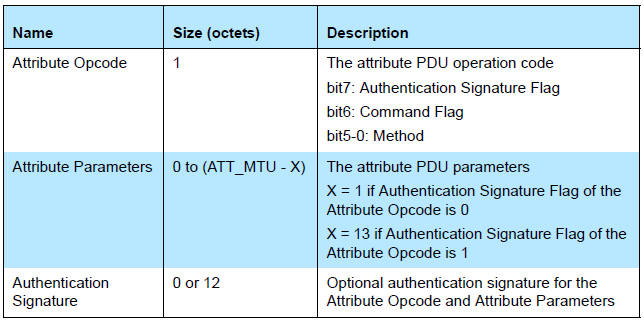 Name Size (octets) Description
Attribute Opcode 1 The attribute PDU operation code
bit7: Authentication Signature Flag
bit6: Command Flag
bit5-0: Method
Attribute Parameters 0 to (ATT_MTU - X) The attribute PDU parameters
X = 1 if Authentication Signature Flag of the
Attribute Opcode is 0
X = 13 if Authentication Signature Flag of the
Attribute Opcode is 1
Authentication 0 or 12 Optional authentication signature for the
Signature Attribute Opcode and Attribute Parameters